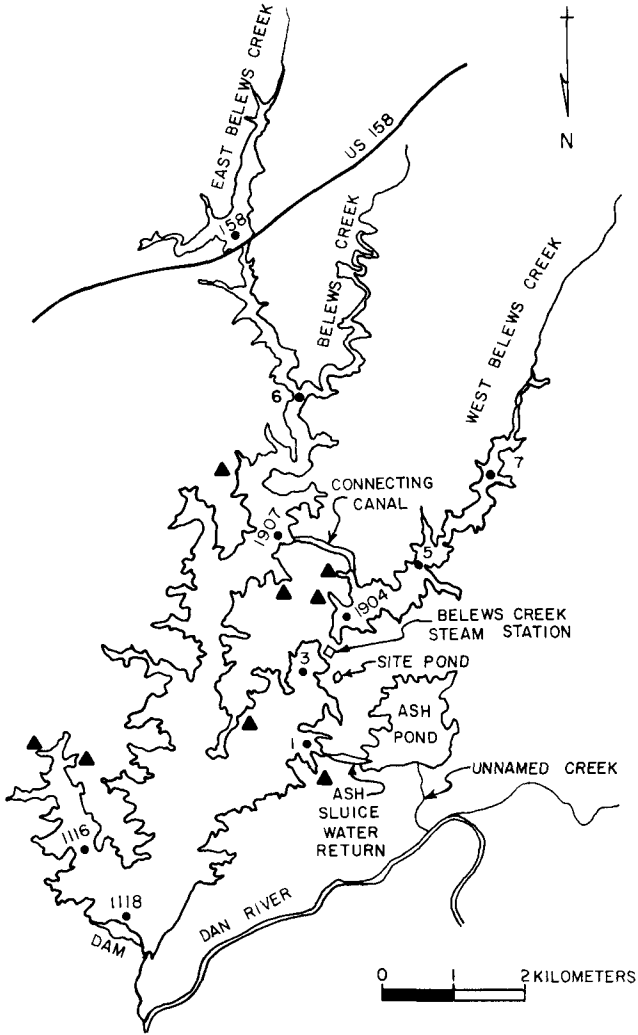 EAST BELEWS CREEK
N
US 158
158
BELEWS CREEK
WEST BELEWS CREEK
6
7
CONNECTING
CANAL
1907
5
1904
BELEWS CREEK
STEAM STATION
3
SITE POND
ASH
POND
1
UNNAMED CREEK
ASH
SLUICE
WATER
RETURN
1116
1118
DAM
DAN RIVER
0 1 2 KILOMETERS